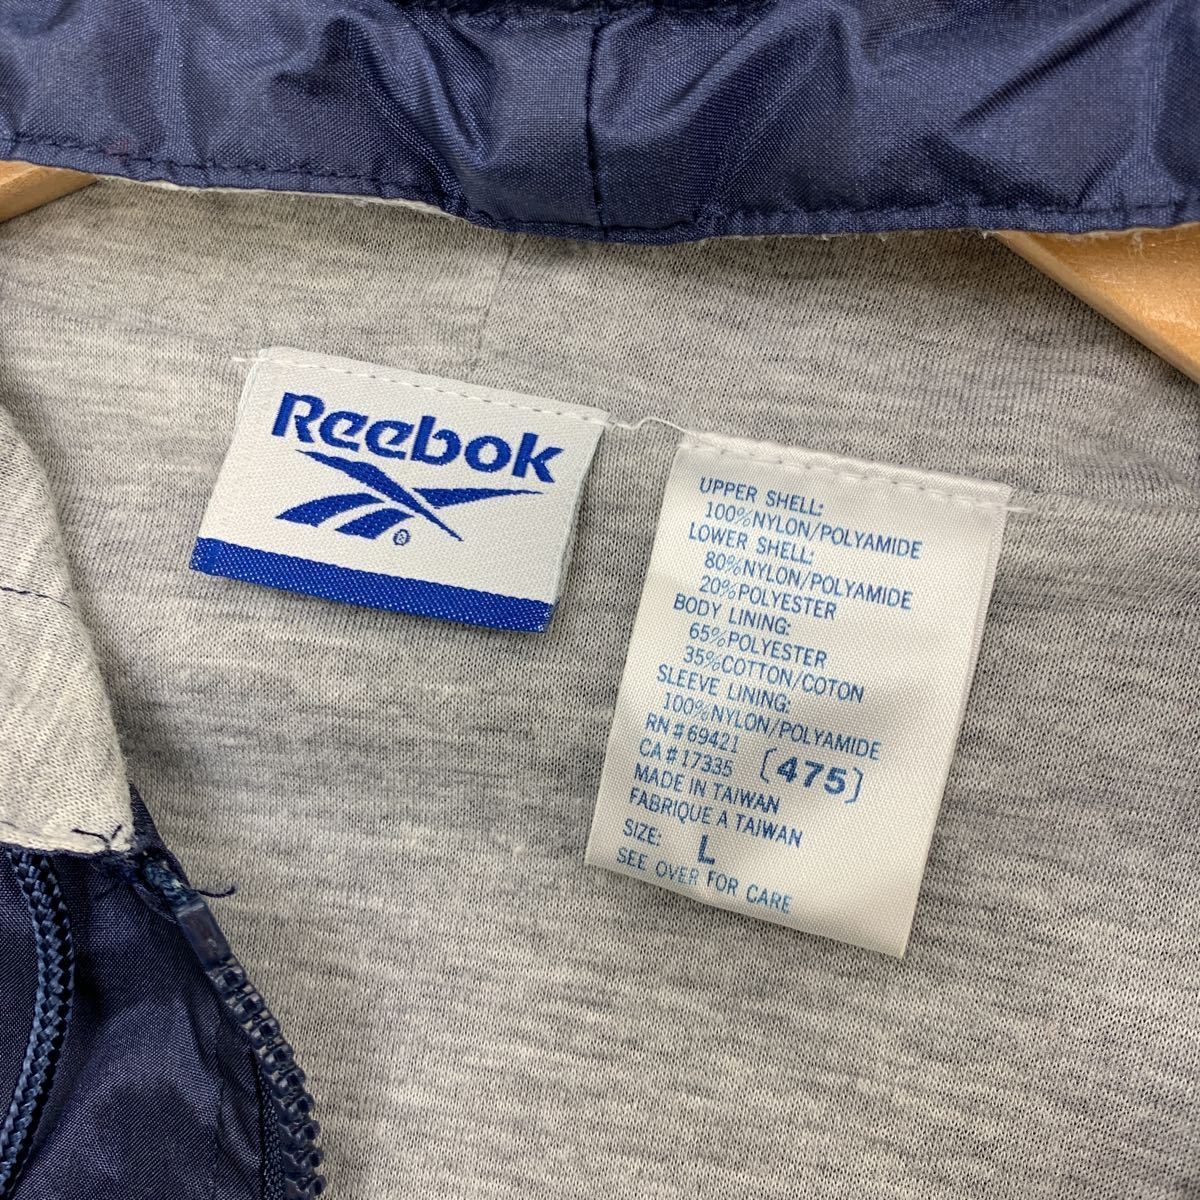 Reebok
®
UPPER SHELL:
100%NYLON/POLYAMIDE
LOWER SHELL:
80%NYLON/POLYAMIDE
20%POLYESTER
BODY LINING:
65%POLYESTER
35%COTTON/COTON
SLEEVE LINING:
100%NYLON/POLYAMIDE
RN#69421
CA#17335 [475]
MADE IN TAIWAN
FABRIQUE A TAIWAN
SIZE: L
SEE OVER FOR CARE